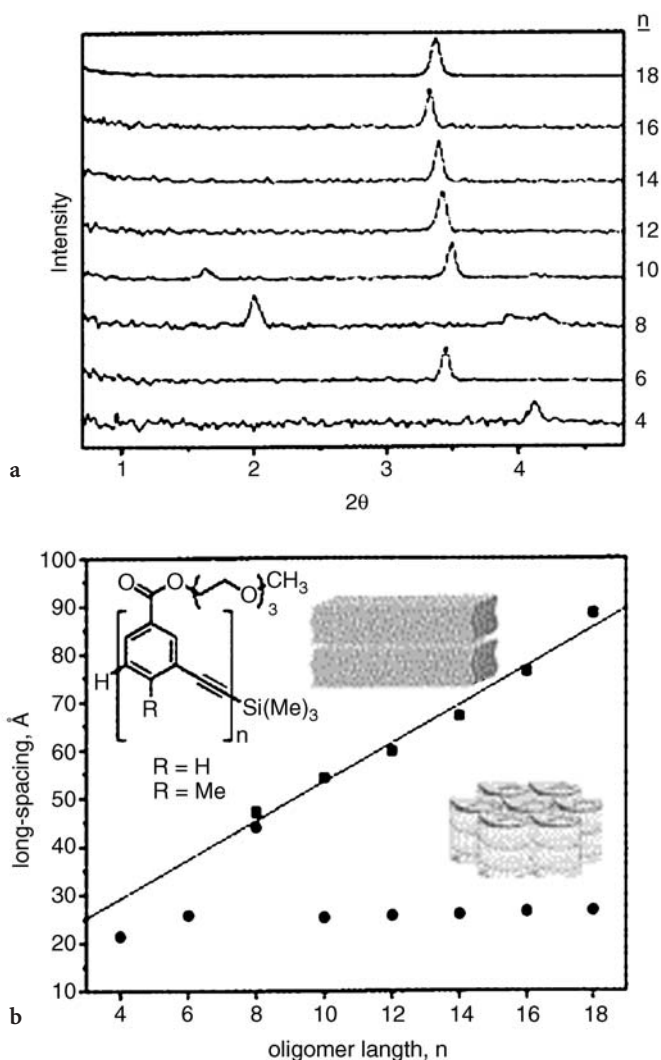 n
18
16
14
12
10
8
6
4
Intensity
1 2 3 4
2θ
a
100
90
80
70
60
50
40
30
20
10
long-spacing, Å
O
O
O
CH3
3
H
R
Si(Me)3
n
R = H
R = Me
4 6 8 10 12 14 16 18
oligomer langth, n
b